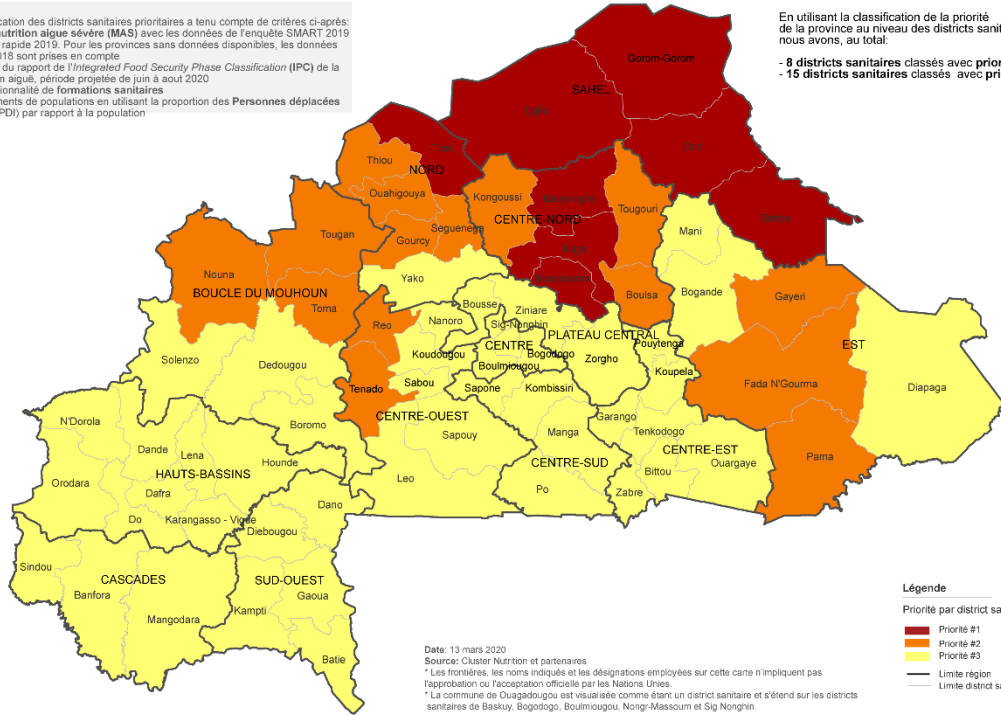 ication des districts sanitaires prioritaires a tenu compte de critères ci-après:
nutrition aigue sévère (MAS) avec les données de l'enquête SMART 2019
rapide 2019. Pour les provinces sans données disponibles, les données
018 sont prises en compte
du rapport de l'Integrated Food Security Phase Classification (IPC) de la
n aiguë, période projetée de juin à aout 2020
ionnalité de formations sanitaires
ments de populations en utilisant la proportion des Personnes déplacées
PDI) par rapport à la population
En utilisant la classification de la priorité
de la province au niveau des districts sanit
nous avons, au total:
- 8 districts sanitaires classés avec prior
- 15 districts sanitaires classés avec pri
Gorom-Gorom
SAHEL
Djibo
Dori
Titao
Thiou
NORD
Ouahigouya
Kongoussi
Barsalogho
Tougouri
Sebba
CENTRE-NORD
Seguenega
Gourcy
Tougan
Mani
Kaya
Nouna
Yako
Boussouma
BOUCLE DU MOUHOUN
Toma
Bogande
Boulsa
Gayeri
Bousse
Ziniare
Reo
Nanoro
Sig-Nonghin
PLATEAU CENTRAL
Pouytenga
EST
Solenzo
Koudougou
CENTRE
Bogodogo
Zorgho
Dedougou
Boulmiougou
Koupela
Tenado
Sabou
Sapone
Kombissiri
Fada N'Gourma
Diapaga
N'Dorola
CENTRE-OUEST
Garango
Boromo
Sapouy
Manga
Tenkodogo
Dande
Lena
Hounde
CENTRE-EST
Pama
HAUTS-BASSINS
CENTRE-SUD
Ouargaye
Leo
Bittou
Orodara
Dafra
Po
Zabre
Dano
Do
Karangasso - Vigue
Diebougou
Sindou
CASCADES
SUD-OUEST
Banfora
Gaoua
Kampti
Mangodara
Batie
Légende
Priorité par district sa
Priorité #1
Priorité #2
Priorité #3
Limite région
Limite district sa
Date: 13 mars 2020
Source: Cluster Nutrition et partenaires
* Les frontières, les noms indiqués et les désignations employées sur cette carte n'impliquent pas
l'approbation ou l'acceptation officielle par les Nations Unies.
* La commune de Ouagadougou est visualisée comme étant un district sanitaire et s'étend sur les districts
sanitaires de Baskuy, Bogodogo, Boulmiougou, Nongr-Massoum et Sig Nonghin.